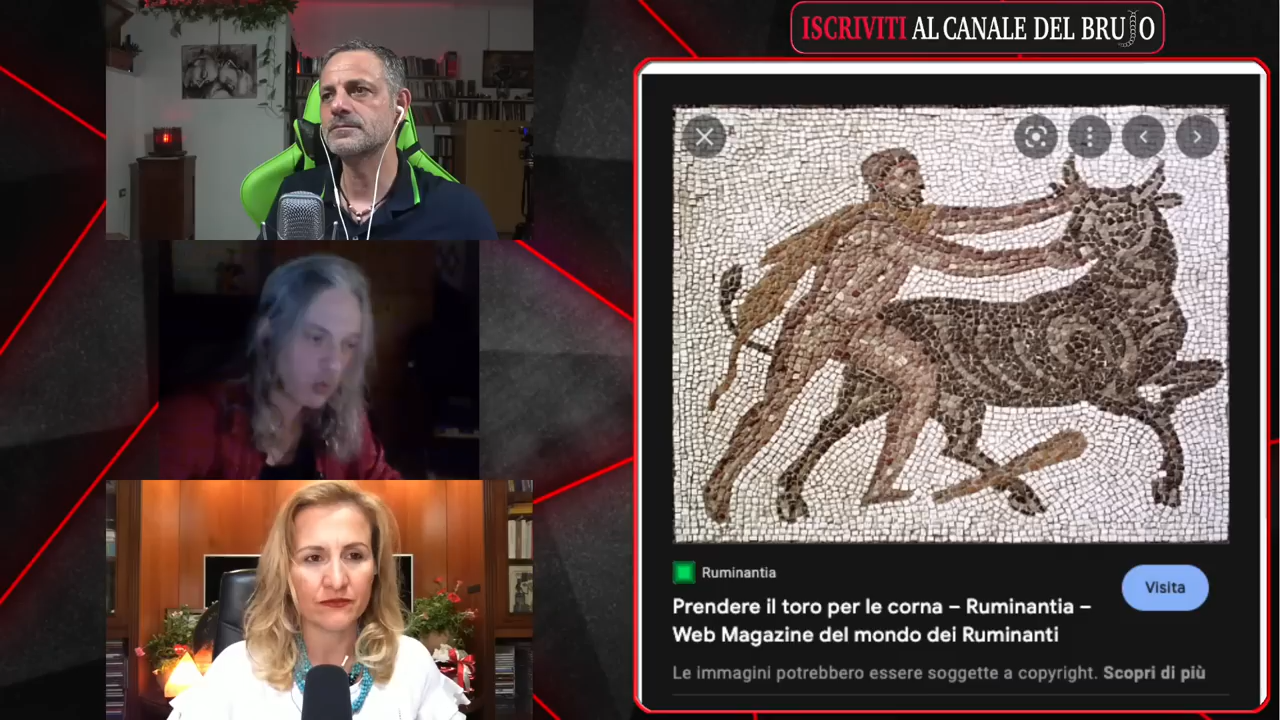 ISCRIVITI AL CANALE DEL BRUJO
Ruminantia
Visita
Prendere il toro per le corna – Ruminantia –
Web Magazine del mondo dei Ruminanti
Le immagini potrebbero essere soggette a copyright. Scopri di più